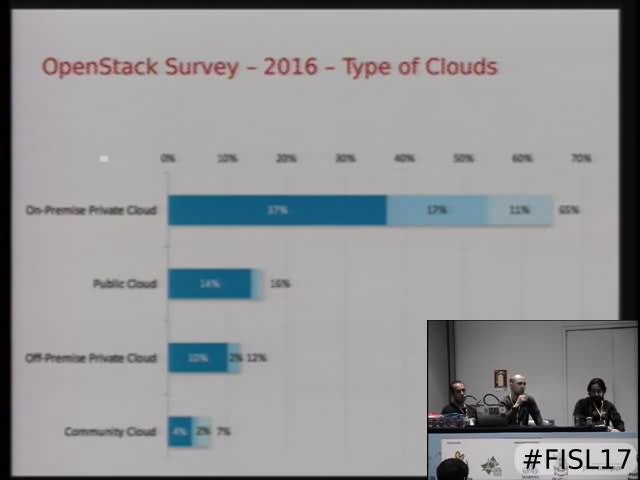 OpenStack Survey – 2016 – Type of Clouds
0% 10% 20% 30% 40% 50% 60% 70%
On-Premise Private Cloud 37% 17% 11% 65%
Public Cloud 14% 16%
Off-Premise Private Cloud 10% 2% 12%
Community Cloud 4% 2% 7%
#FISL17